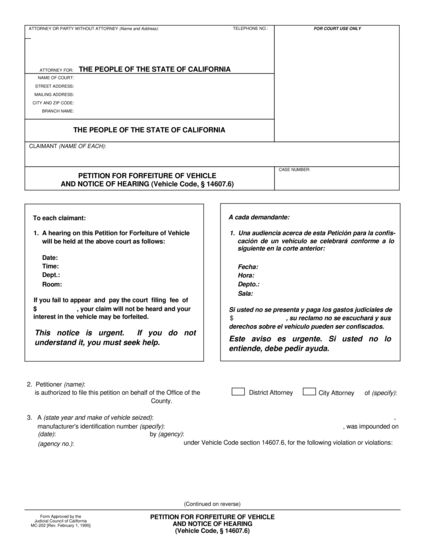 ATTORNEY OR PARTY WITHOUT ATTORNEY (Name and Address):
TELEPHONE NO.:
FOR COURT USE ONLY
ATTORNEY FOR: THE PEOPLE OF THE STATE OF CALIFORNIA
NAME OF COURT:
STREET ADDRESS:
MAILING ADDRESS:
CITY AND ZIP CODE:
BRANCH NAME:
THE PEOPLE OF THE STATE OF CALIFORNIA
CLAIMANT (NAME OF EACH):
PETITION FOR FORFEITURE OF VEHICLE
AND NOTICE OF HEARING (Vehicle Code, § 14607.6)
CASE NUMBER:
To each claimant:
1. A hearing on this Petition for Forfeiture of Vehicle
will be held at the above court as follows:
Date:
Time:
Dept.:
Room:
If you fail to appear and pay the court filing fee of
$ , your claim will not be heard and your
interest in the vehicle may be forfeited.
This notice is urgent. If you do not
understand it, you must seek help.
A cada demandante:
1. Una audiencia acerca de esta Petición para la confis-
cación de un vehículo se celebrará conforme a lo
siguiente en la corte anterior:
Fecha:
Hora:
Depto.:
Sala:
Si usted no se presenta y paga los gastos judiciales de
$ , su reclamo no se escuchará y sus
derechos sobre el vehículo pueden ser confiscados.
Este aviso es urgente. Si usted no lo
entiende, debe pedir ayuda.
2. Petitioner (name):
is authorized to file this petition on behalf of the Office of the District Attorney City Attorney of (specify):
County.
3. A (state year and make of vehicle seized): ,
manufacturer's identification number (specify): , was impounded on
(date): by (agency):
(agency no.): under Vehicle Code section 14607.6, for the following violation or violations:
(Continued on reverse)
Form Approved by the
Judicial Council of California
MC-202 [Rev. February 1, 1995]
PETITION FOR FORFEITURE OF VEHICLE
AND NOTICE OF HEARING
(Vehicle Code, § 14607.6)